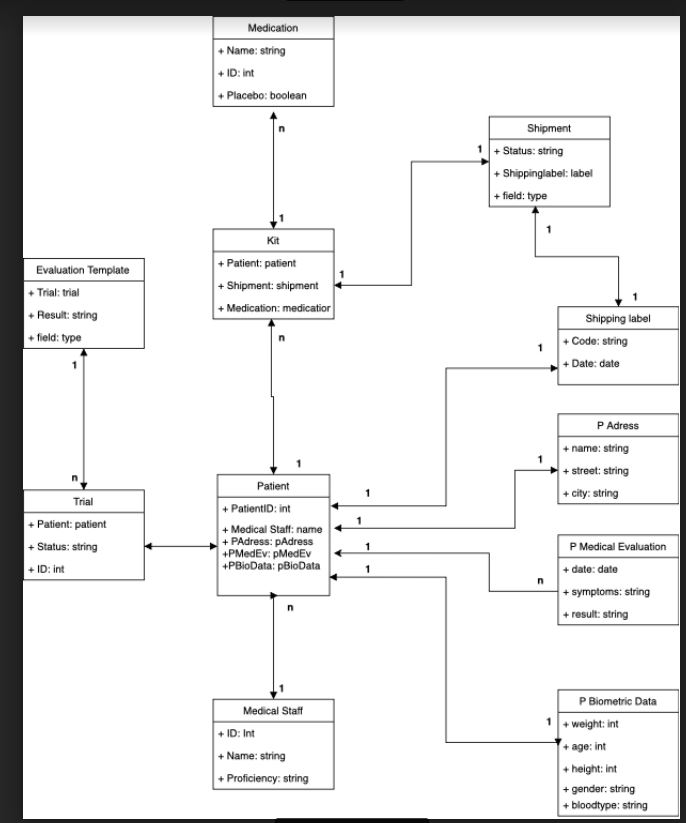 Medication
+ Name: string
+ ID: int
+ Placebo: boolean
n
1
Shipment
+ Status: string
+ Shippinglabel: label
+ field: type
1
1
Kit
+ Patient: patient
+ Shipment: shipment
+ Medication: medication
1
n
1
Evaluation Template
+ Trial: trial
+ Result: string
+ field: type
1
n
Shipping label
+ Code: string
+ Date: date
1
P Adress
+ name: string
+ street: string
+ city: string
1
Trial
+ Patient: patient
+ Status: string
+ ID: int
1
Patient
+ PatientID: int
+ Medical Staff: name
+ PAdress: pAdress
+PMedEv: pMedEv
+PBioData: pBioData
1
1
1
1
n
P Medical Evaluation
+ date: date
+ symptoms: string
+ result: string
n
1
Medical Staff
+ ID: Int
+ Name: string
+ Proficiency: string
P Biometric Data
1
+ weight: int
+ age: int
+ height: int
+ gender: string
+ bloodtype: string